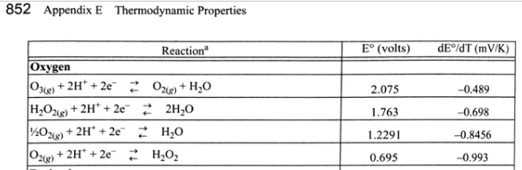 852 Appendix E Thermodynamic Properties
Reactionᵃ E° (volts) dE°/dT (mV/K)
Oxygen
O₃(g) + 2H⁺ + 2e⁻ ⇄ O₂(g) + H₂O 2.075 –0.489
H₂O₂(g) + 2H⁺ + 2e⁻ ⇄ 2H₂O 1.763 –0.698
½O₂(g) + 2H⁺ + 2e⁻ ⇄ H₂O 1.2291 –0.8456
O₂(g) + 2H⁺ + 2e⁻ ⇄ H₂O₂ 0.695 –0.993